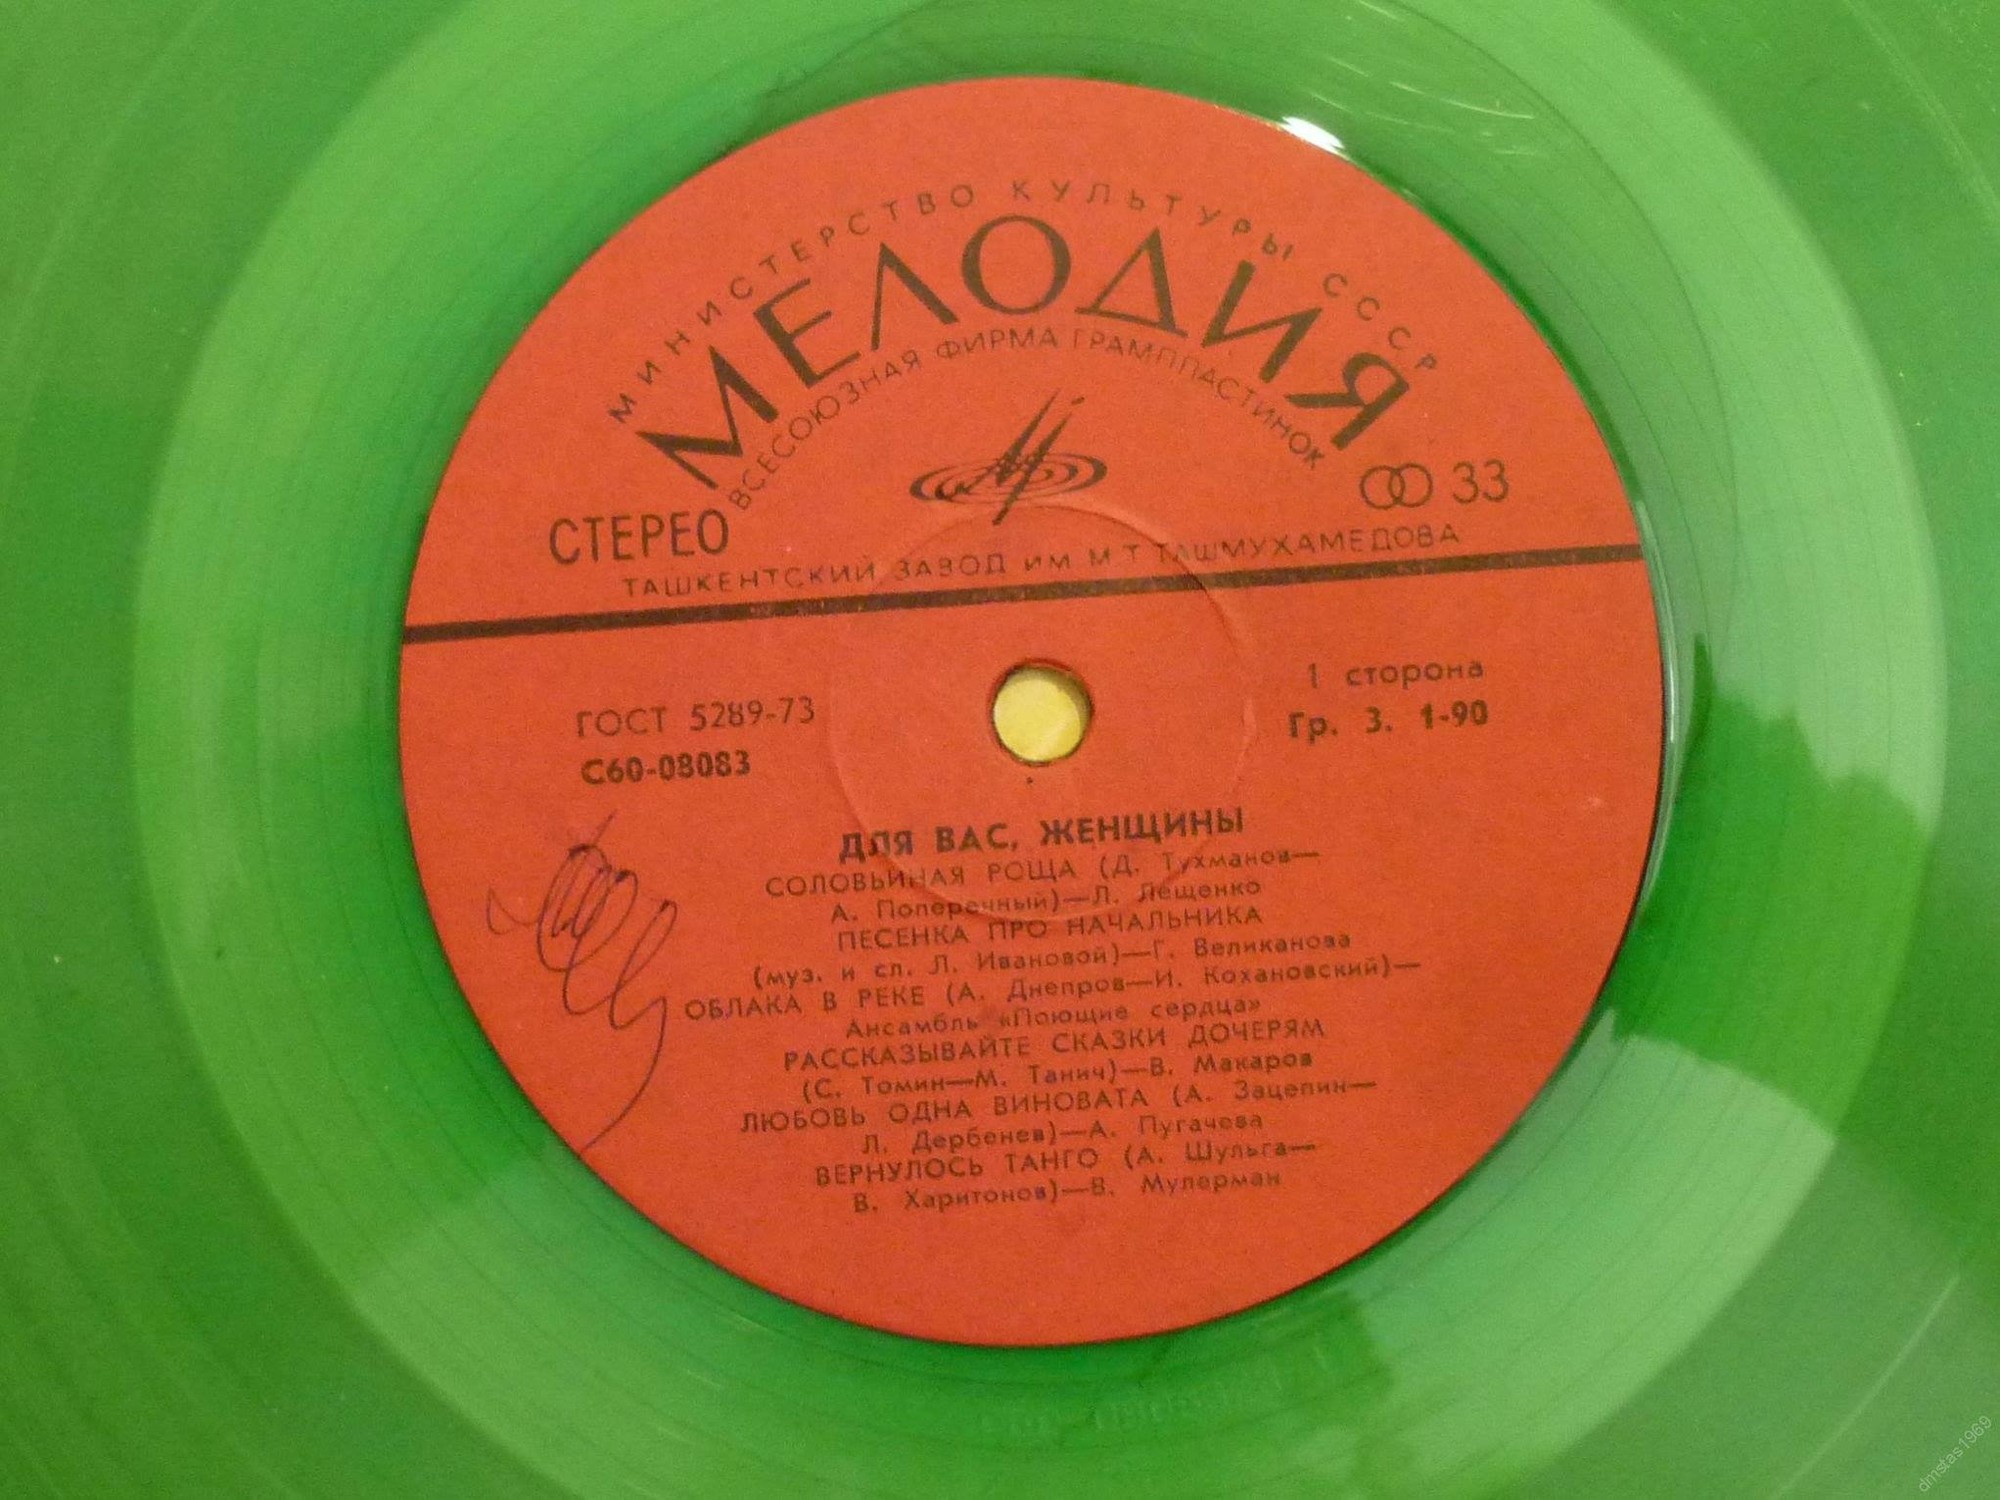 МИНИСТЕРСТВО КУЛЬТУРЫ СССР
МЕЛОДИЯ
ВСЕСОЮЗНАЯ ФИРМА ГРАМПЛАСТИНОК
СТЕРЕО
33
ТАШКЕНТСКИЙ ЗАВОД ИМ М Т ТАШМУХАМЕДОВА
ГОСТ 5289-73
С60-08083
1 сторона
Гр. 3. 1-90
ДЛЯ ВАС, ЖЕНЩИНЫ
СОЛОВЬИНАЯ РОЩА (Д. Тухманов—
А. Поперечный)—Л. Лещенко
ПЕСЕНКА ПРО НАЧАЛЬНИКА
(муз. и сл. Л. Ивановой)—Г. Великанова
ОБЛАКА В РЕКЕ (А. Днепров—И. Кохановский)—
Ансамбль «Поющие сердца»
РАССКАЗЫВАЙТЕ СКАЗКИ ДОЧЕРЯМ
(С. Томин—М. Танич)—В. Макаров
ЛЮБОВЬ ОДНА ВИНОВАТА (А. Зацепин—
Л. Дербенев)—А. Пугачева
ВЕРНУЛОСЬ ТАНГО (А. Шульга—
В. Харитонов)—В. Мулерман
dmstas1969